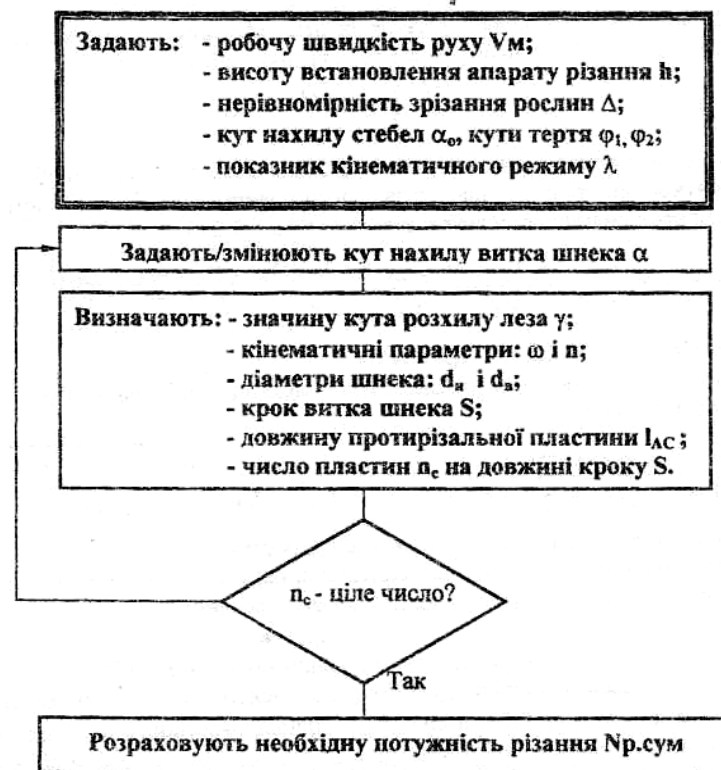 Задають: - робочу швидкість руху Vм;
- висоту встановлення апарату різання h;
- нерівномірність зрізання рослин Δ;
- кут нахилу стебел α₀, кути тертя φ₁, φ₂;
- показник кінематичного режиму λ
Задають/змінюють кут нахилу витка шнека α
Визначають: - значину кута розхилу леза γ;
- кінематичні параметри: ω і n;
- діаметри шнека: dн і dв;
- крок витка шнека S;
- довжину протирізальної пластини lАС;
- число пластин nс на довжині кроку S.
nс - ціле число?
Так
Розраховують необхідну потужність різання Nр.сум